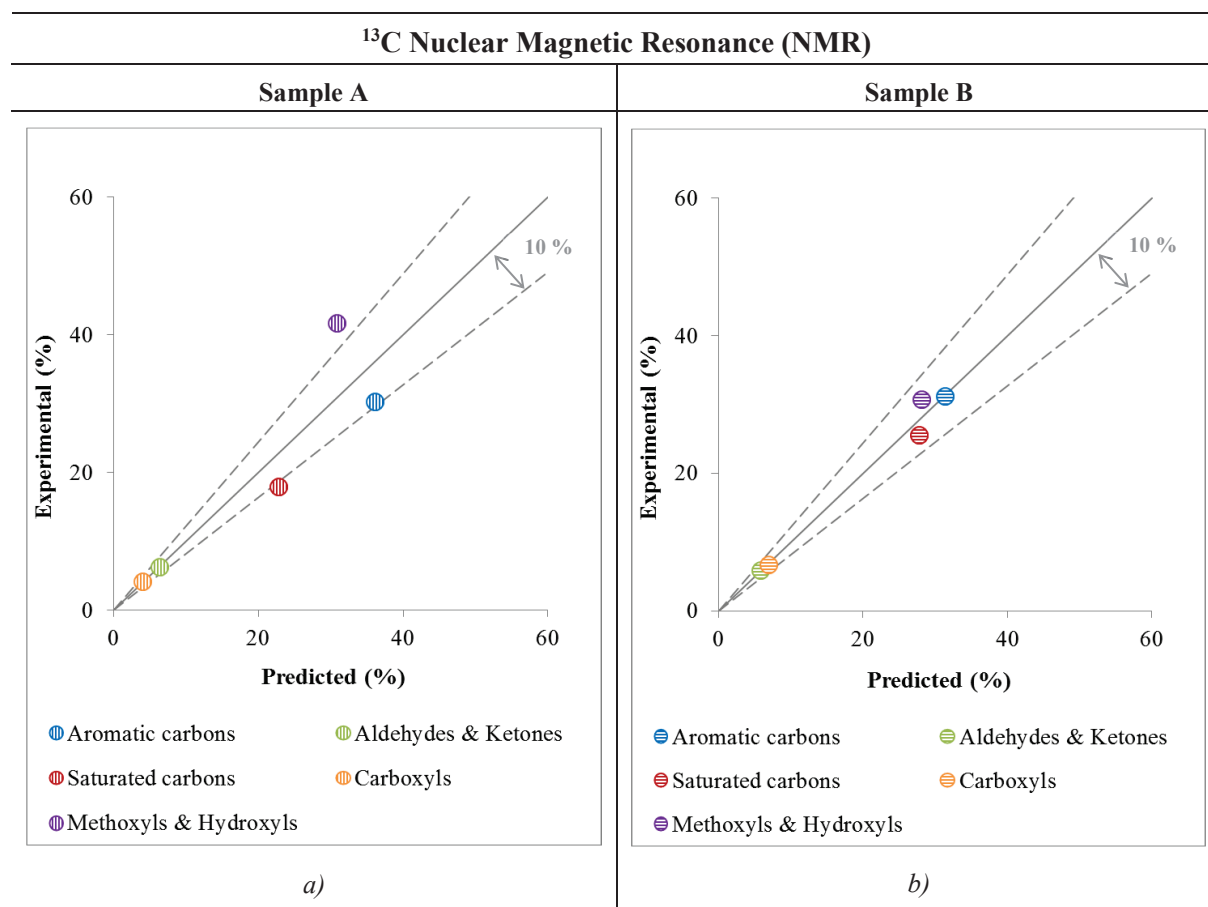 ¹³C Nuclear Magnetic Resonance (NMR)
Sample A
Sample B
60
40
20
0
0
20
40
60
10 %
Experimental (%)
Predicted (%)
Aromatic carbons
Aldehydes & Ketones
Saturated carbons
Carboxyls
Methoxyls & Hydroxyls
a)
60
40
20
0
0
20
40
60
10 %
Experimental (%)
Predicted (%)
Aromatic carbons
Aldehydes & Ketones
Saturated carbons
Carboxyls
Methoxyls & Hydroxyls
b)